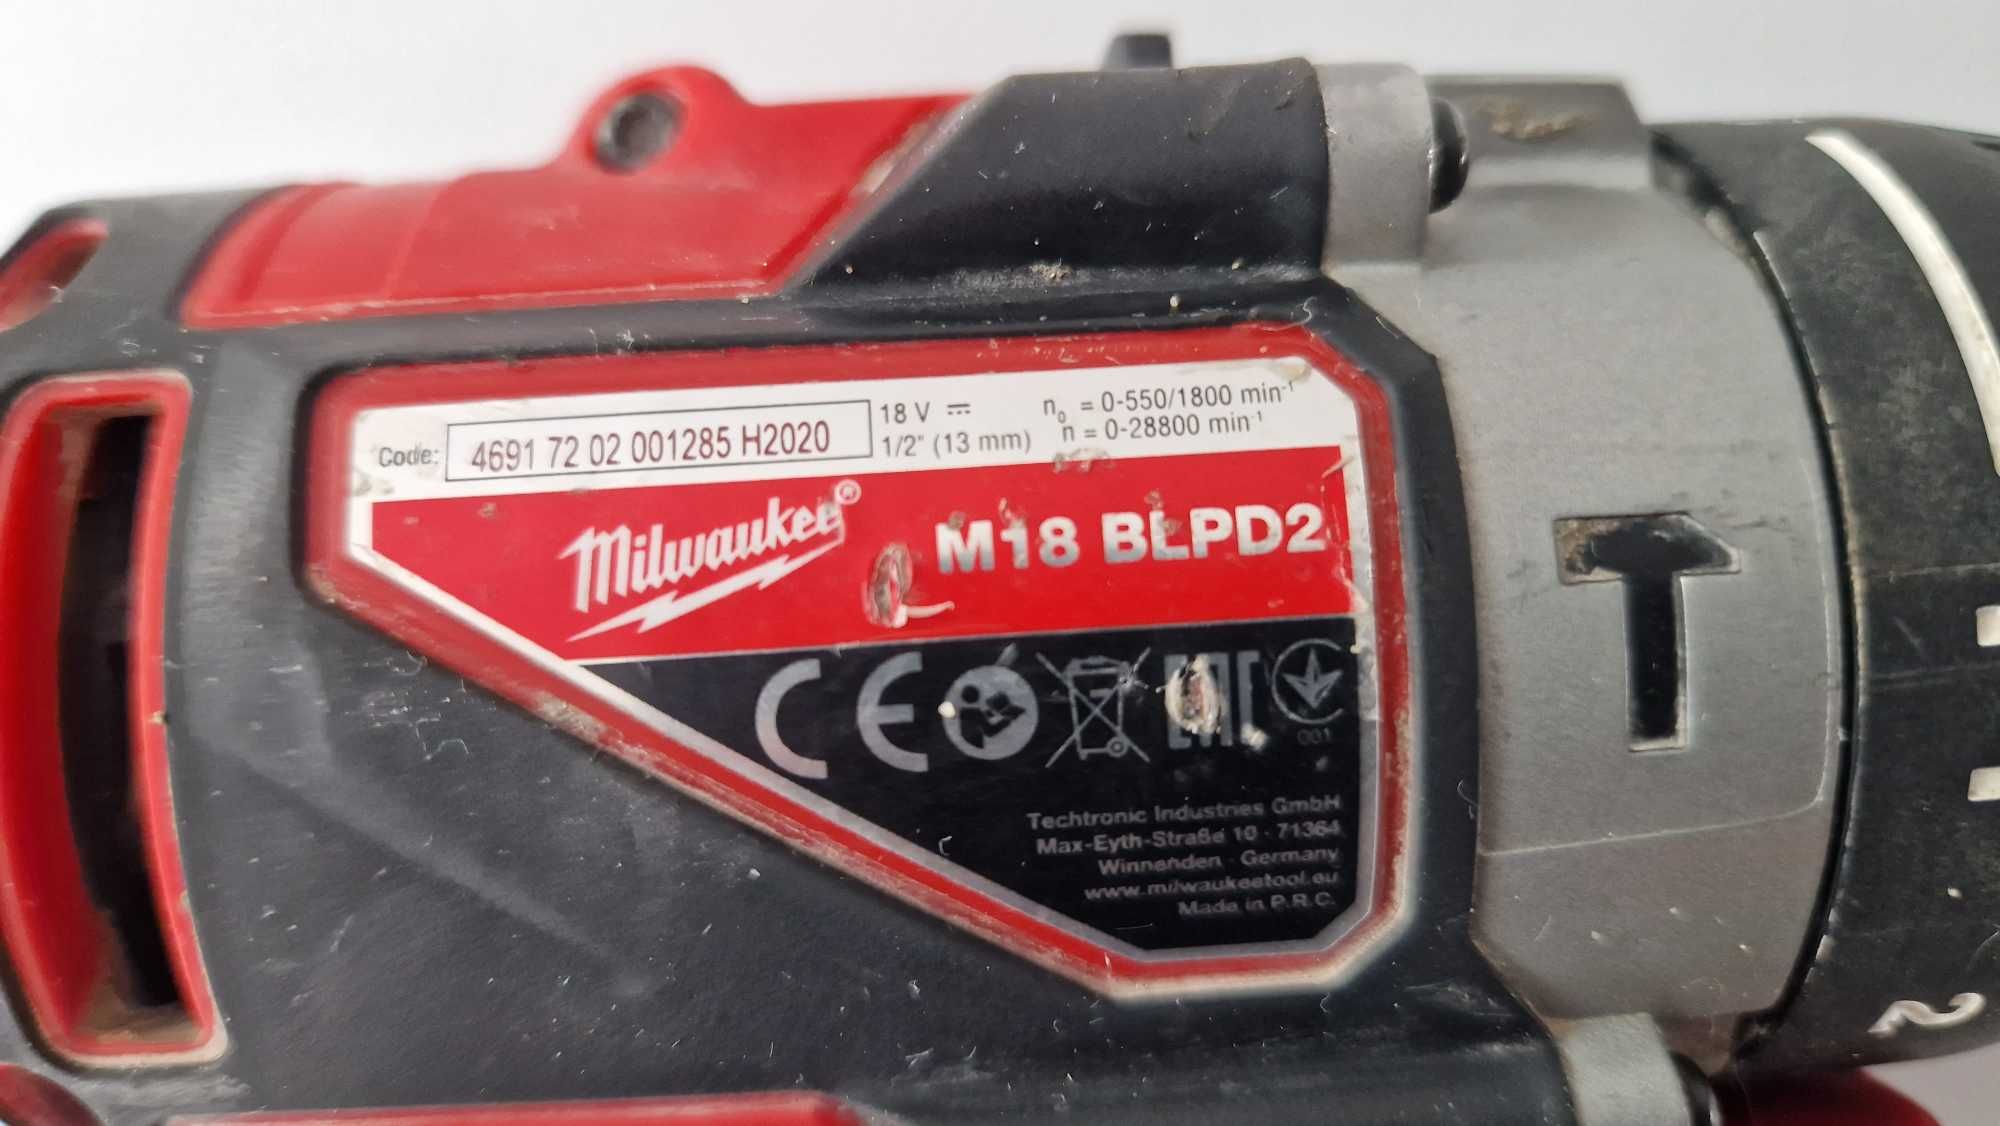 Code: 4691 72 02 001285 H2020
18 V
1/2" (13 mm)
n₀ = 0-550/1800 min⁻¹
n = 0-28800 min⁻¹
Milwaukee®
M18 BLPD2
CE
EAC
001
Techtronic Industries GmbH
Max-Eyth-Straße 10 · 71364
Winnenden · Germany
www.milwaukeetool.eu
Made in P.R.C.
2